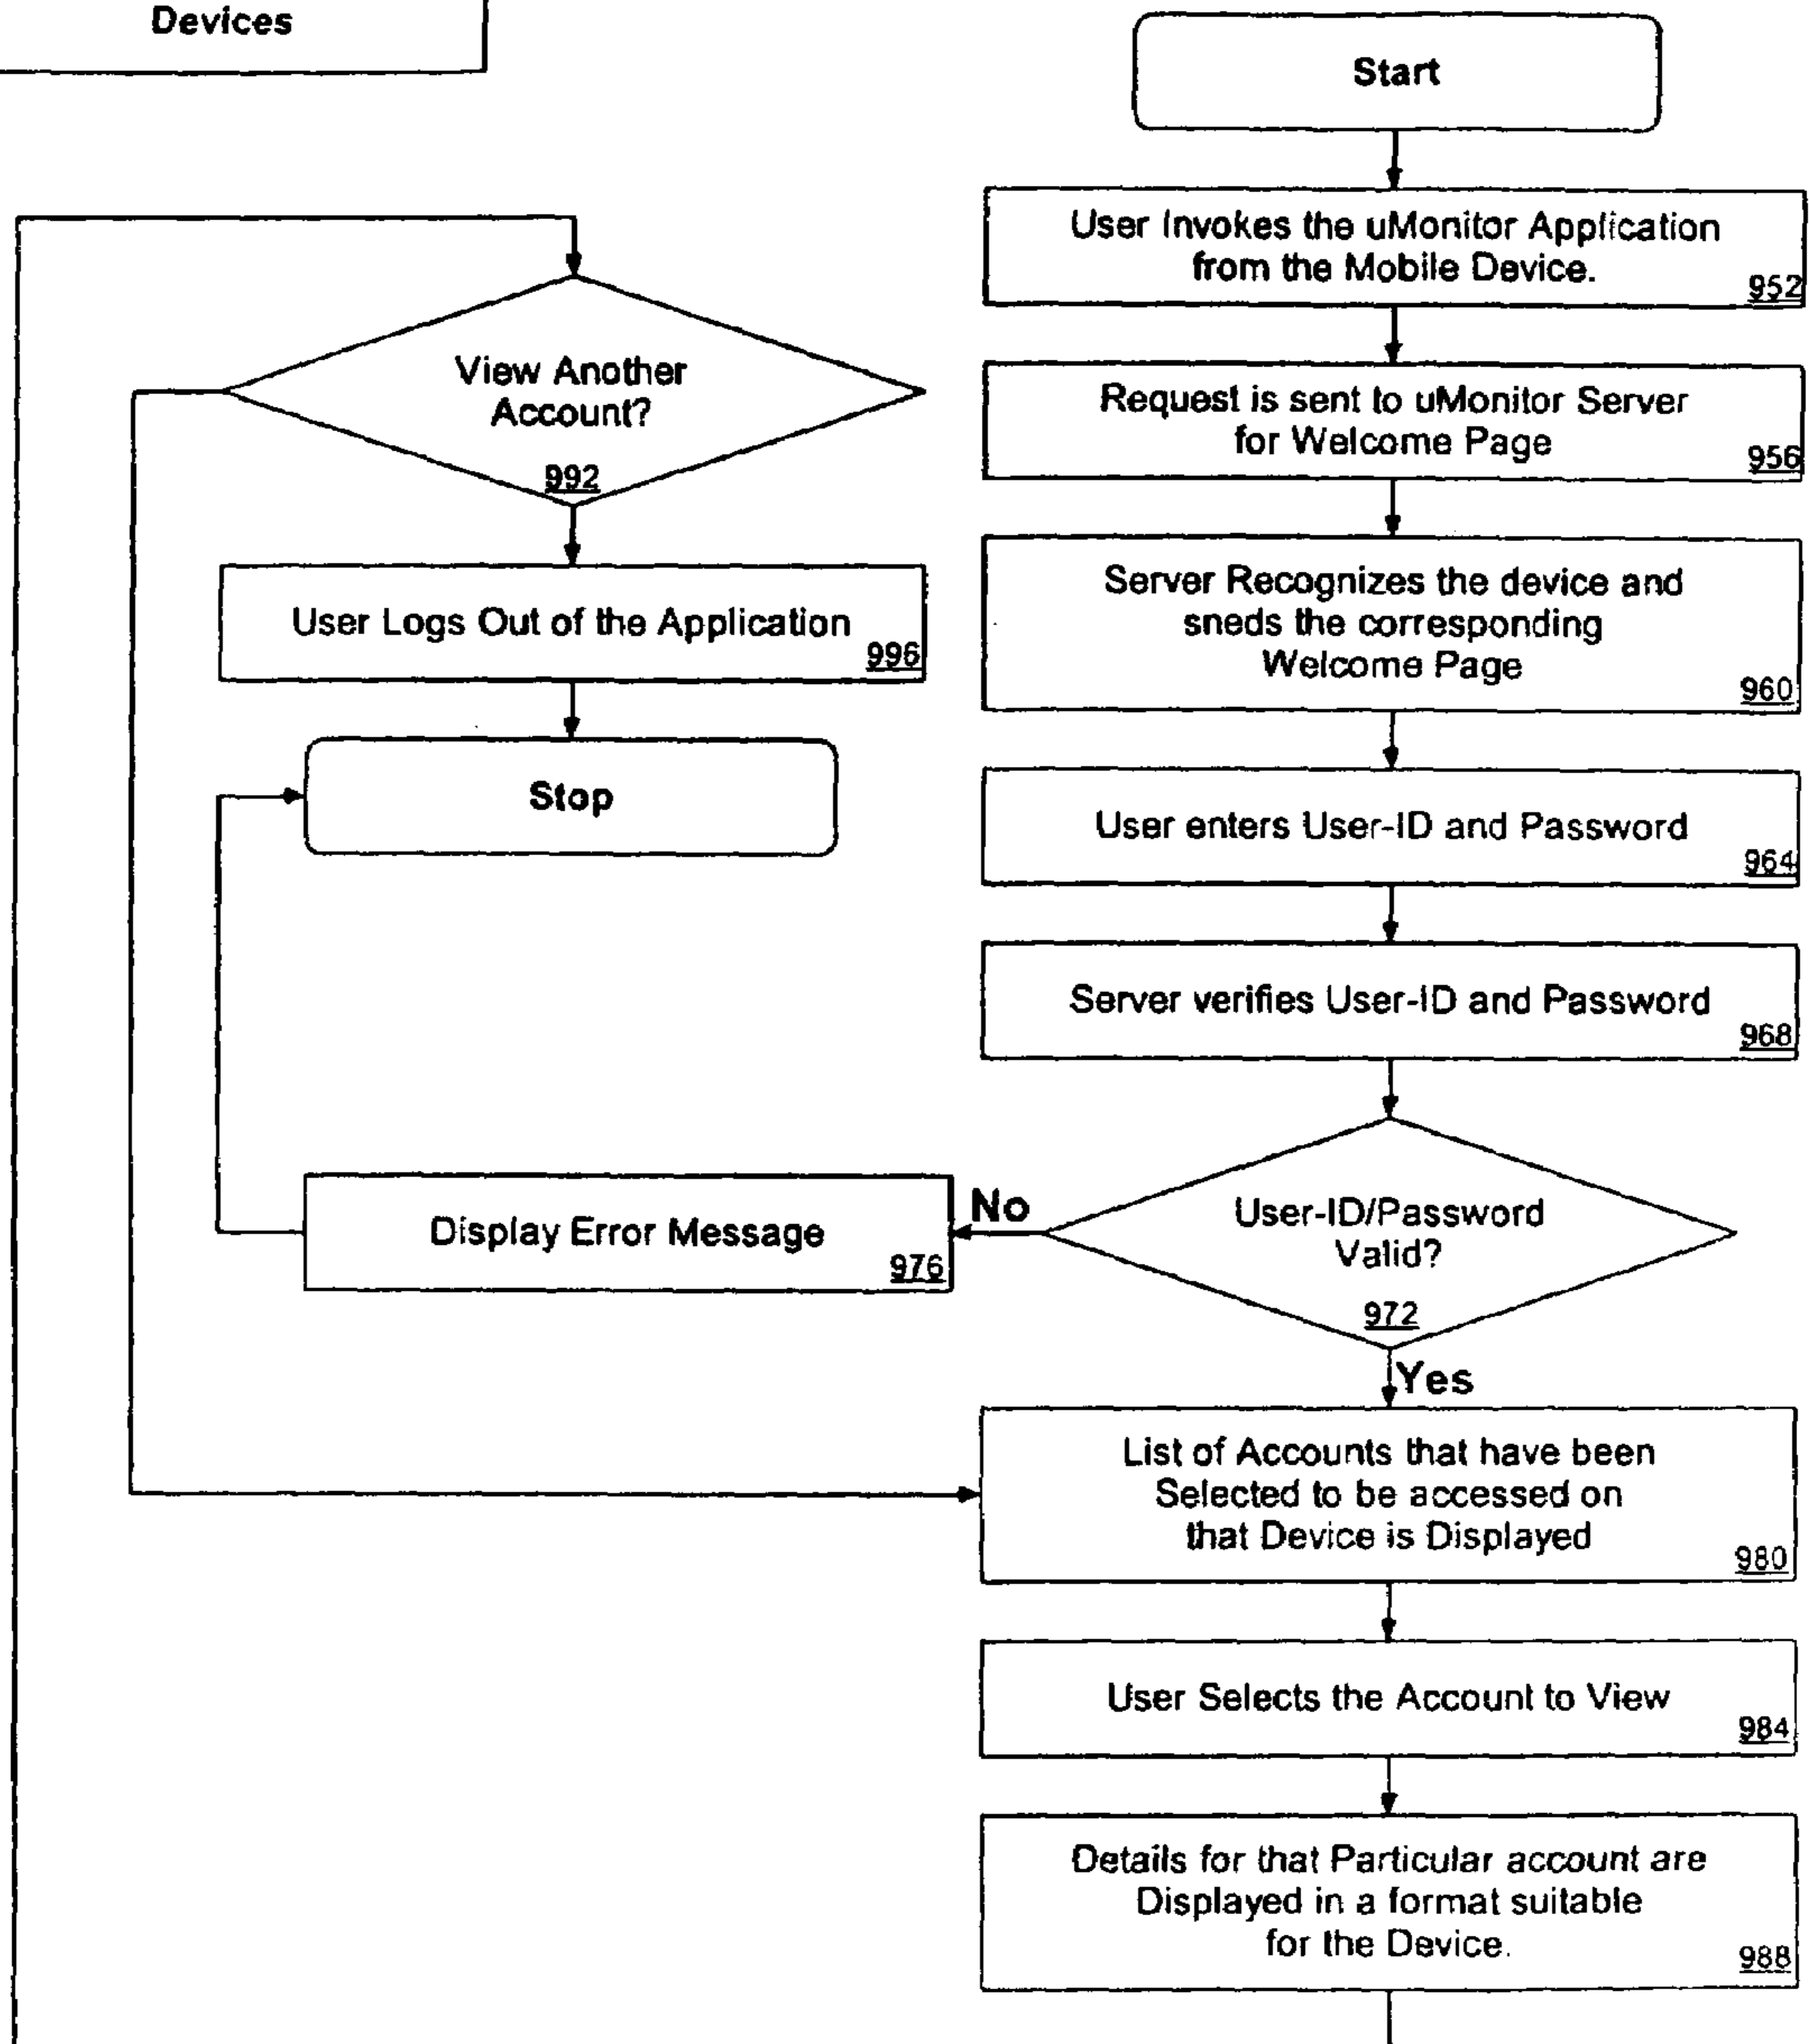 Devices
Start
User Invokes the uMonitor Application
from the Mobile Device.
952
Request is sent to uMonitor Server
for Welcome Page
956
Server Recognizes the device and
sneds the corresponding
Welcome Page
960
User enters User-ID and Password
964
Server verifies User-ID and Password
968
User-ID/Password
Valid?
972
No
Yes
Display Error Message
976
List of Accounts that have been
Selected to be accessed on
that Device is Displayed
980
User Selects the Account to View
984
Details for that Particular account are
Displayed in a format suitable
for the Device.
988
View Another
Account?
992
User Logs Out of the Application
996
Stop